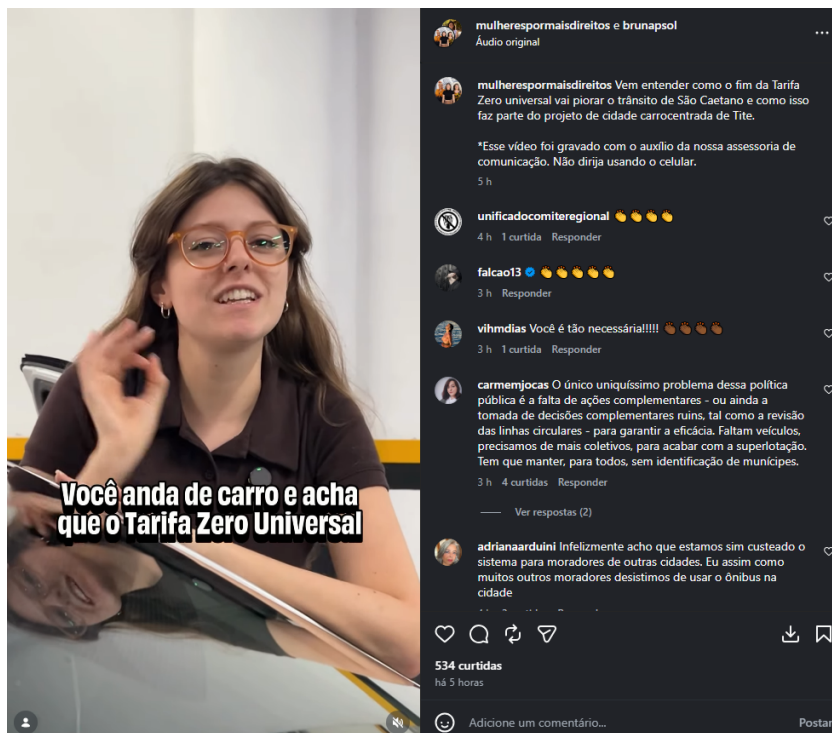 Você anda de carro e acha
que o Tarifa Zero Universal
mulherespormaisdireitos e brunapsol
Áudio original
mulherespormaisdireitos Vem entender como o fim da Tarifa
Zero universal vai piorar o trânsito de São Caetano e como isso
faz parte do projeto de cidade carrocentrada de Tite.
*Esse vídeo foi gravado com o auxílio da nossa assessoria de
comunicação. Não dirija usando o celular.
5 h
unificadocomiteregional 👏👏👏👏
4 h 1 curtida Responder
falcao13 👏👏👏👏👏
3 h Responder
vihmdias Você é tão necessária!!!!! 👏🏾👏🏾👏🏾👏🏾
3 h 1 curtida Responder
carmemjocas O único uniquíssimo problema dessa política
pública é a falta de ações complementares - ou ainda a
tomada de decisões complementares ruins, tal como a revisão
das linhas circulares - para garantir a eficácia. Faltam veículos,
precisamos de mais coletivos, para acabar com a superlotação.
Tem que manter, para todos, sem identificação de munícipes.
3 h 4 curtidas Responder
Ver respostas (2)
adrianaarduini Infelizmente acho que estamos sim custeado o
sistema para moradores de outras cidades. Eu assim como
muitos outros moradores desistimos de usar o ônibus na
cidade
534 curtidas
há 5 horas
Adicione um comentário...
Postar